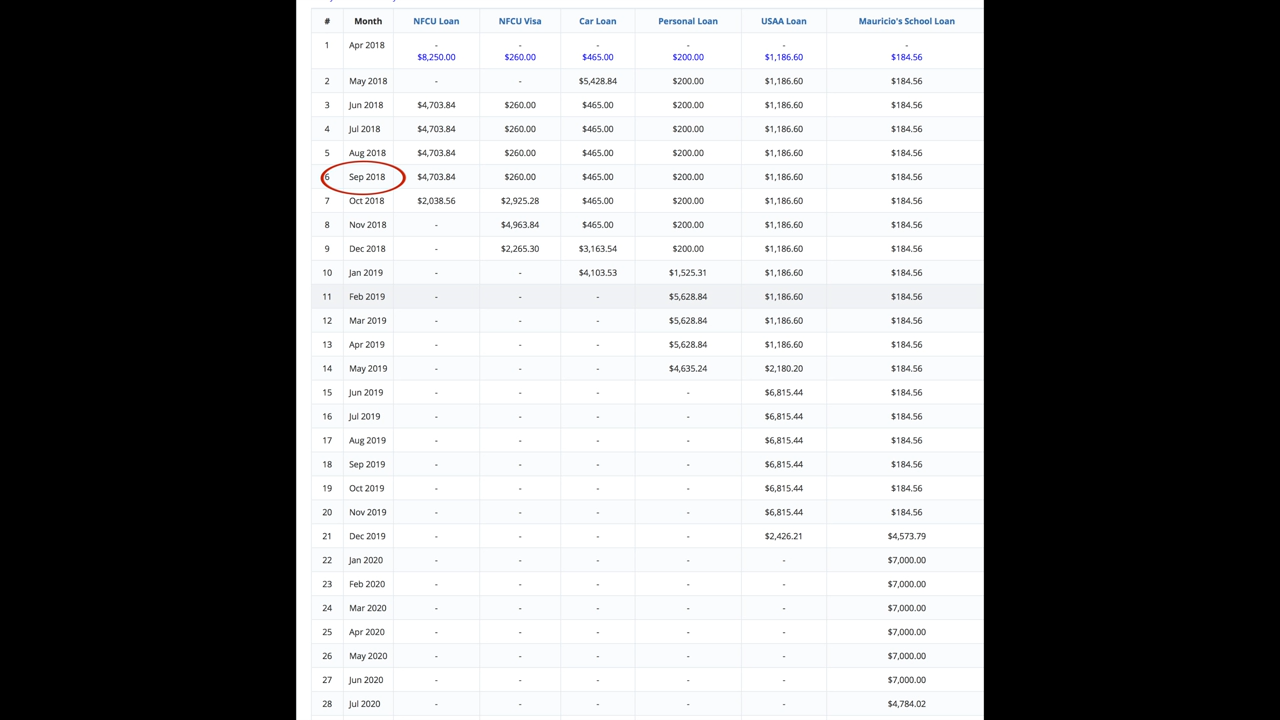 # Month NFCU Loan NFCU Visa Car Loan Personal Loan USAA Loan Mauricio's School Loan
1 Apr 2018 - - - - - -
$8,250.00 $260.00 $465.00 $200.00 $1,186.60 $184.56
2 May 2018 - - $5,428.84 $200.00 $1,186.60 $184.56
3 Jun 2018 $4,703.84 $260.00 $465.00 $200.00 $1,186.60 $184.56
4 Jul 2018 $4,703.84 $260.00 $465.00 $200.00 $1,186.60 $184.56
5 Aug 2018 $4,703.84 $260.00 $465.00 $200.00 $1,186.60 $184.56
6 Sep 2018 $4,703.84 $260.00 $465.00 $200.00 $1,186.60 $184.56
7 Oct 2018 $2,038.56 $2,925.28 $465.00 $200.00 $1,186.60 $184.56
8 Nov 2018 - $4,963.84 $465.00 $200.00 $1,186.60 $184.56
9 Dec 2018 - $2,265.30 $3,163.54 $200.00 $1,186.60 $184.56
10 Jan 2019 - - $4,103.53 $1,525.31 $1,186.60 $184.56
11 Feb 2019 - - - $5,628.84 $1,186.60 $184.56
12 Mar 2019 - - - $5,628.84 $1,186.60 $184.56
13 Apr 2019 - - - $5,628.84 $1,186.60 $184.56
14 May 2019 - - - $4,635.24 $2,180.20 $184.56
15 Jun 2019 - - - - $6,815.44 $184.56
16 Jul 2019 - - - - $6,815.44 $184.56
17 Aug 2019 - - - - $6,815.44 $184.56
18 Sep 2019 - - - - $6,815.44 $184.56
19 Oct 2019 - - - - $6,815.44 $184.56
20 Nov 2019 - - - - $6,815.44 $184.56
21 Dec 2019 - - - - $2,426.21 $4,573.79
22 Jan 2020 - - - - - $7,000.00
23 Feb 2020 - - - - - $7,000.00
24 Mar 2020 - - - - - $7,000.00
25 Apr 2020 - - - - - $7,000.00
26 May 2020 - - - - - $7,000.00
27 Jun 2020 - - - - - $7,000.00
28 Jul 2020 - - - - - $4,784.02